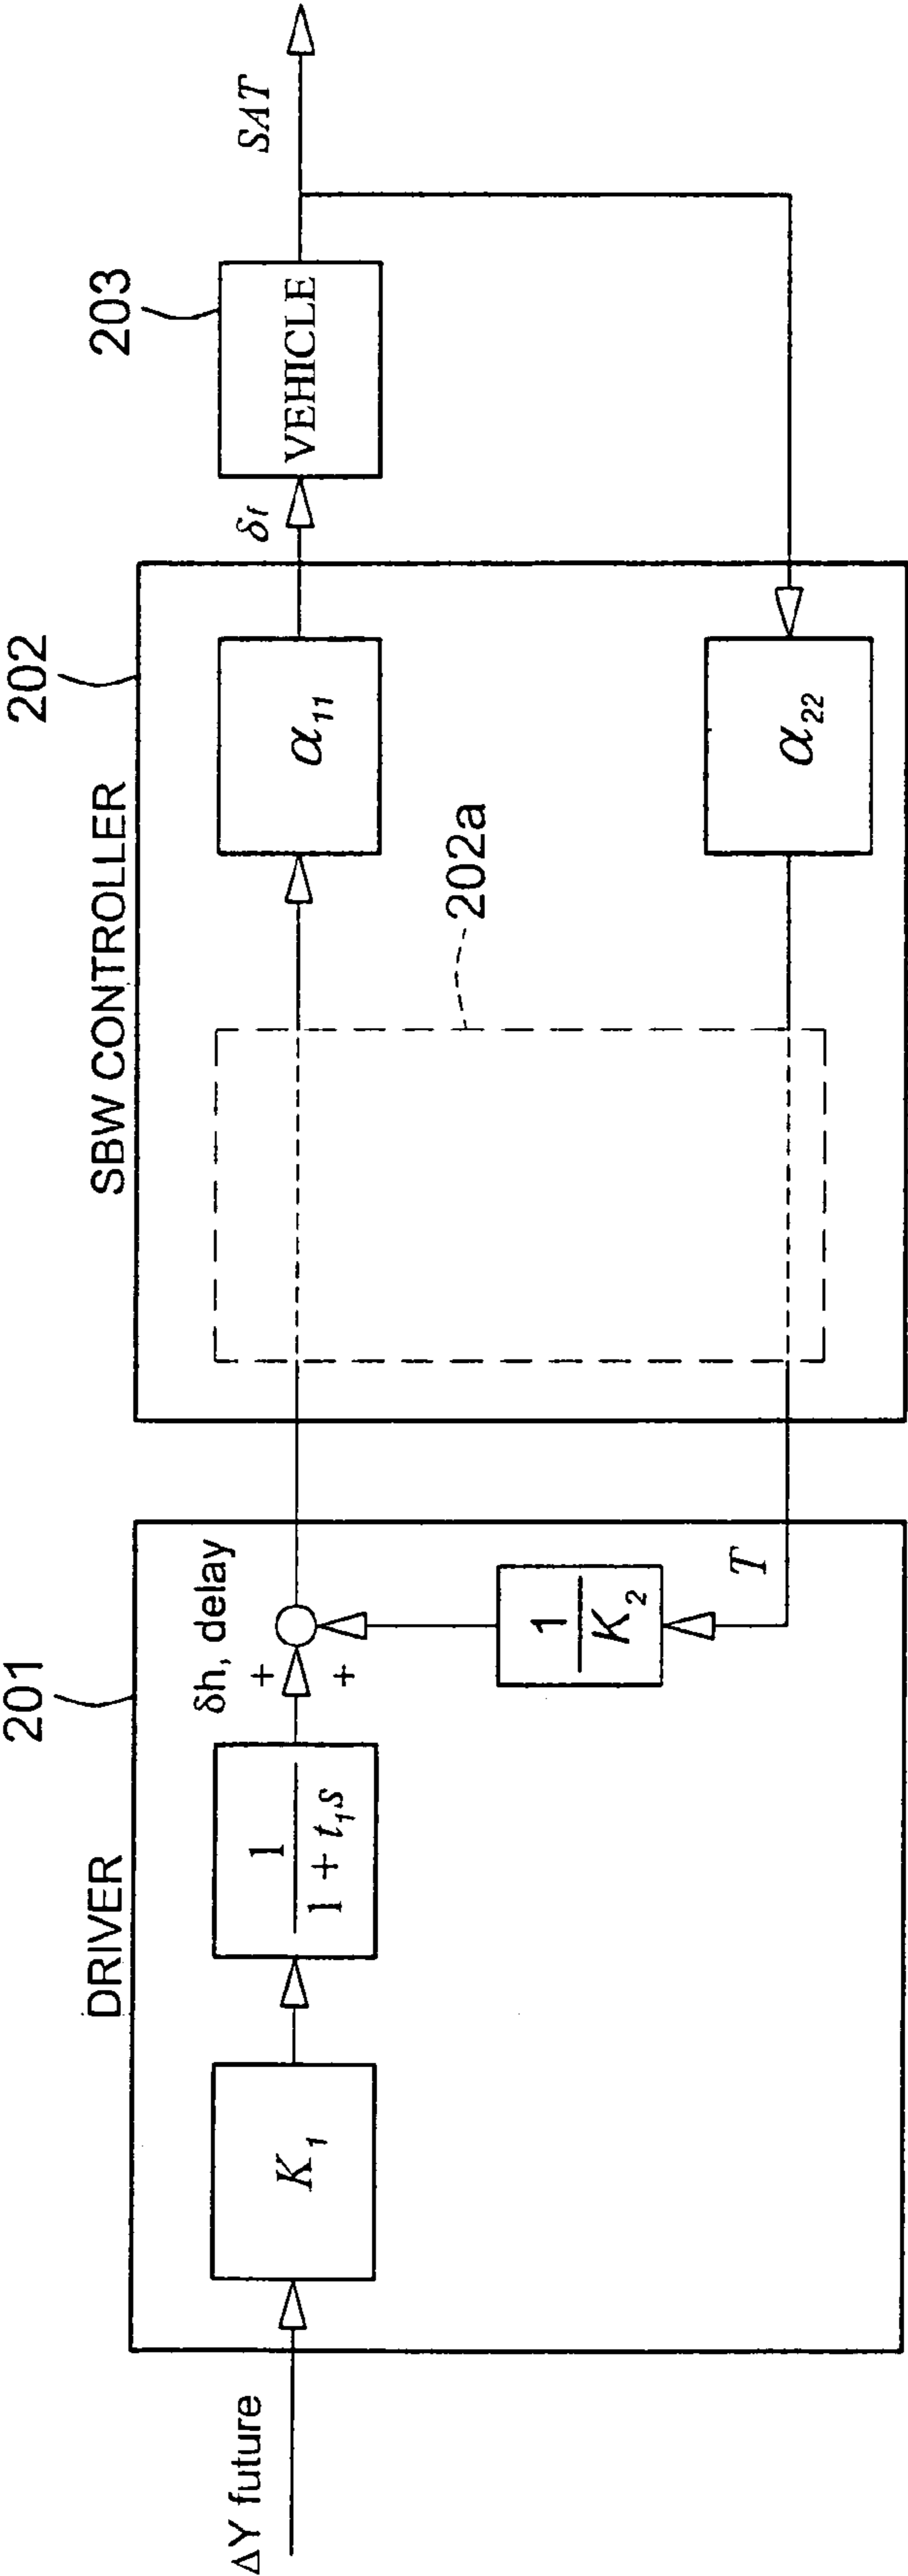 201
202
203
DRIVER
SBW CONTROLLER
ΔY future
K₁
1
1 + t₁s
δh, delay
+
+
1
K₂
T
202a
α₁₁
α₂₂
δf
VEHICLE
SAT